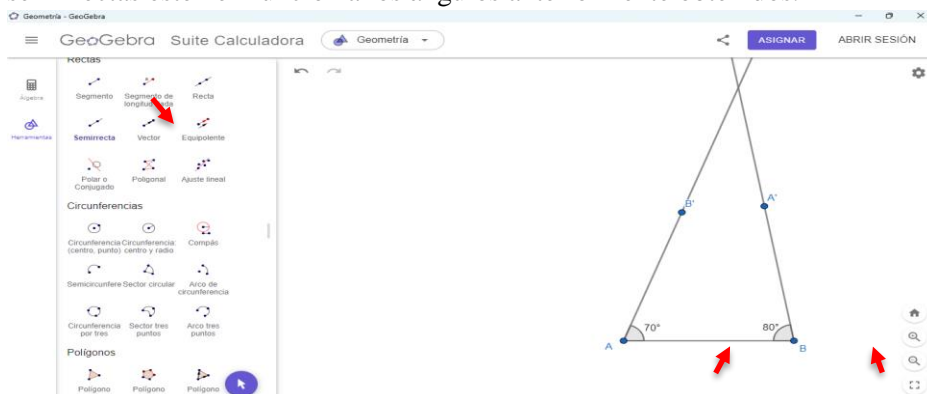 Geometría - GeoGebra
GeoGebra Suite Calculadora Geometría ASIGNAR ABRIR SESIÓN
Álgebra
Herramientas
Rectas
Segmento Segmento de longitud Recta
Semirrecta Vector Equipolente
Polar o Conjugado Poligonal Ajuste lineal
Circunferencias
Circunferencia (centro, punto) Circunferencia: centro y radio Compás
Semicircunfere Sector circular Arco de circunferencia
Circunferencia por tres Sector tres puntos Arco tres puntos
Polígonos
Polígono Polígono Polígono
B'
A'
70°
80°
A
B